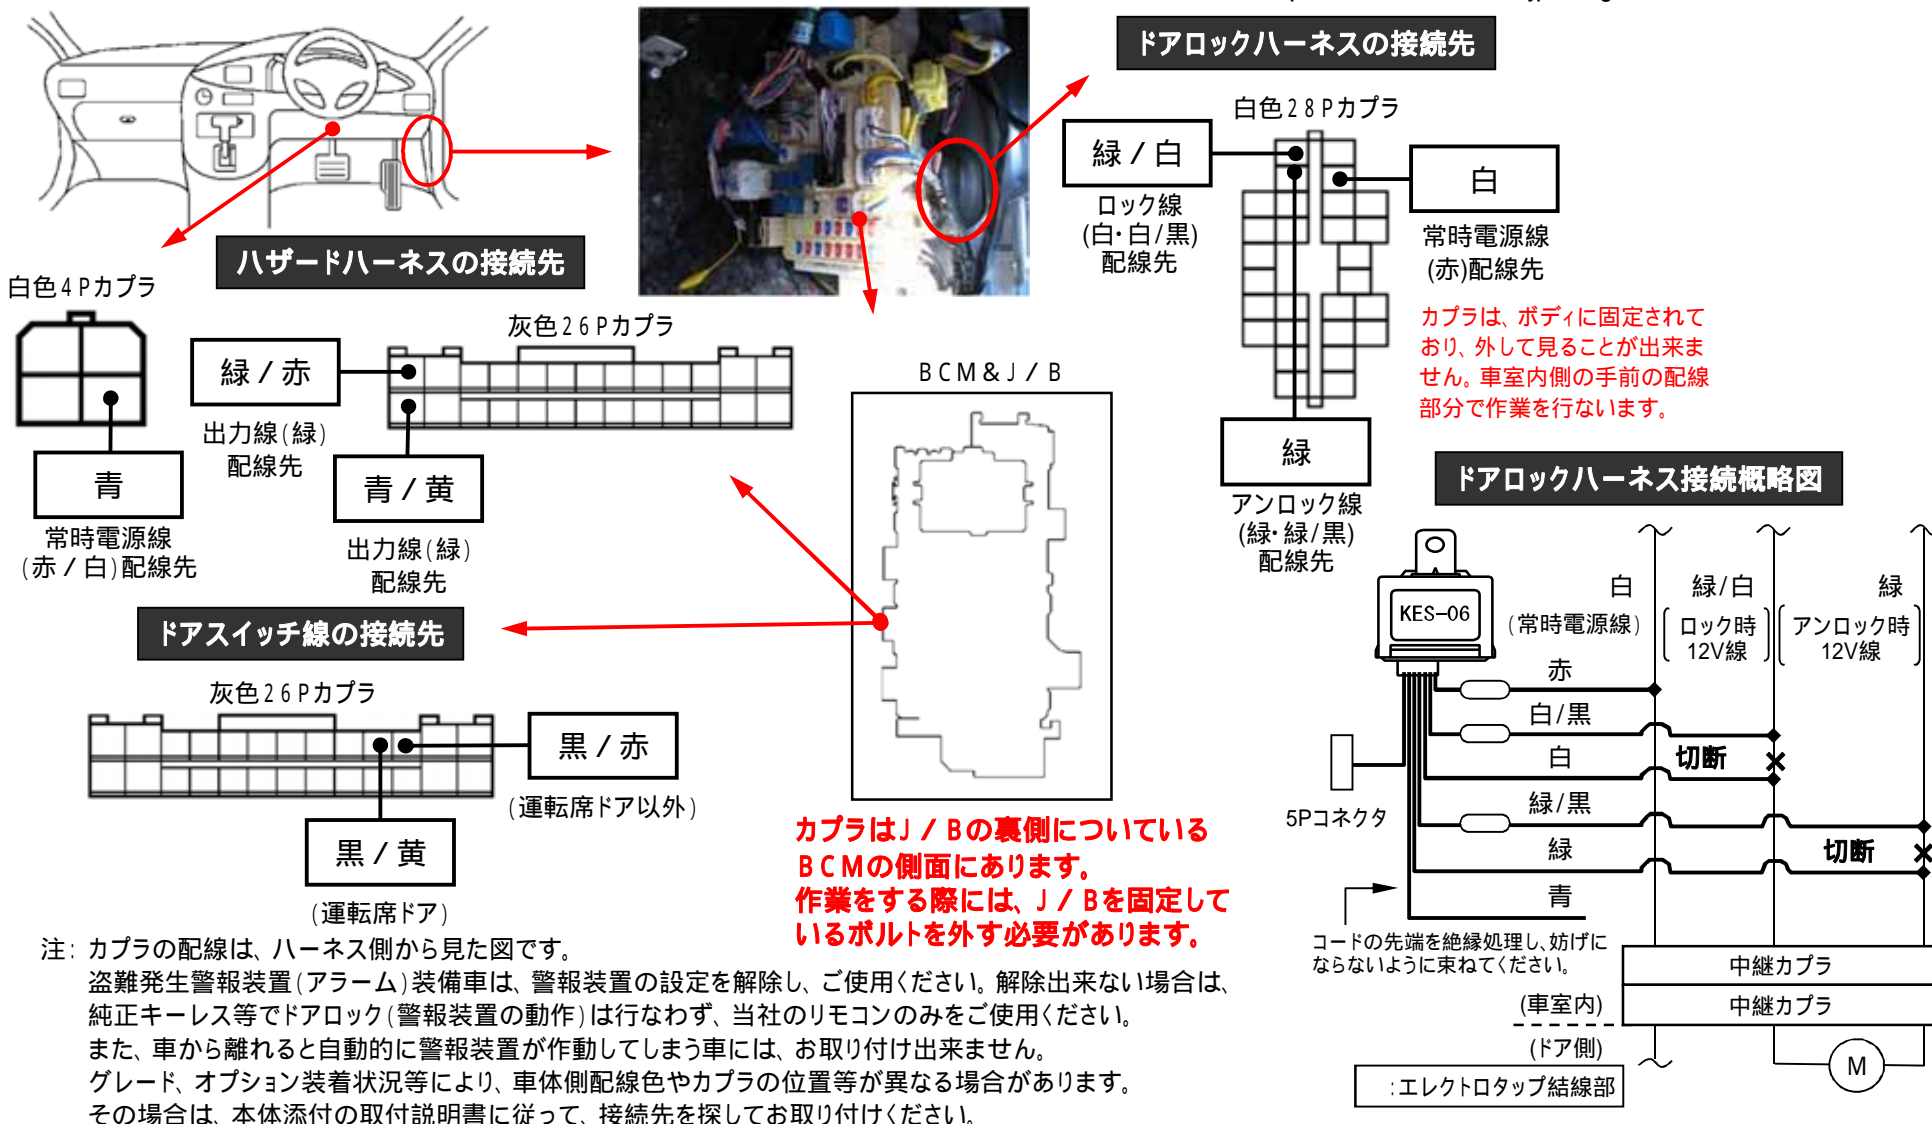 ドアロックハーネスの接続先
白色28Pカプラ
緑/白
ロック線
(白・白/黒)
配線先
白
常時電源線
(赤)配線先
カプラは、ボディに固定されて
おり、外して見ることが出来ま
せん。車室内側の手前の配線
部分で作業を行ないます。
緑
アンロック線
(緑・緑/黒)
配線先
ハザードハーネスの接続先
白色4Pカプラ
青
常時電源線
(赤/白)配線先
灰色26Pカプラ
緑/赤
出力線(緑)
配線先
青/黄
出力線(緑)
配線先
BCM&J/B
ドアスイッチ線の接続先
灰色26Pカプラ
黒/赤
(運転席ドア以外)
黒/黄
(運転席ドア)
カプラはJ/Bの裏側についている
BCMの側面にあります。
作業をする際には、J/Bを固定して
いるボルトを外す必要があります。
ドアロックハーネス接続概略図
KES-06
白
(常時電源線)
緑/白
ロック時
12V線
緑
アンロック時
12V線
赤
白/黒
白
切断
緑/黒
緑
切断
青
5Pコネクタ
コードの先端を絶縁処理し、妨げに
ならないように束ねてください。
中継カプラ
中継カプラ
(車室内)
(ドア側)
M
:エレクトロタップ結線部
注: カプラの配線は、ハーネス側から見た図です。
盗難発生警報装置(アラーム)装備車は、警報装置の設定を解除し、ご使用ください。解除出来ない場合は、
純正キーレス等でドアロック(警報装置の動作)は行なわず、当社のリモコンのみをご使用ください。
また、車から離れると自動的に警報装置が作動してしまう車には、お取り付け出来ません。
グレード、オプション装着状況等により、車体側配線色やカプラの位置等が異なる場合があります。
その場合は、本体添付の取付説明書に従って、接続先を探してお取り付けください。